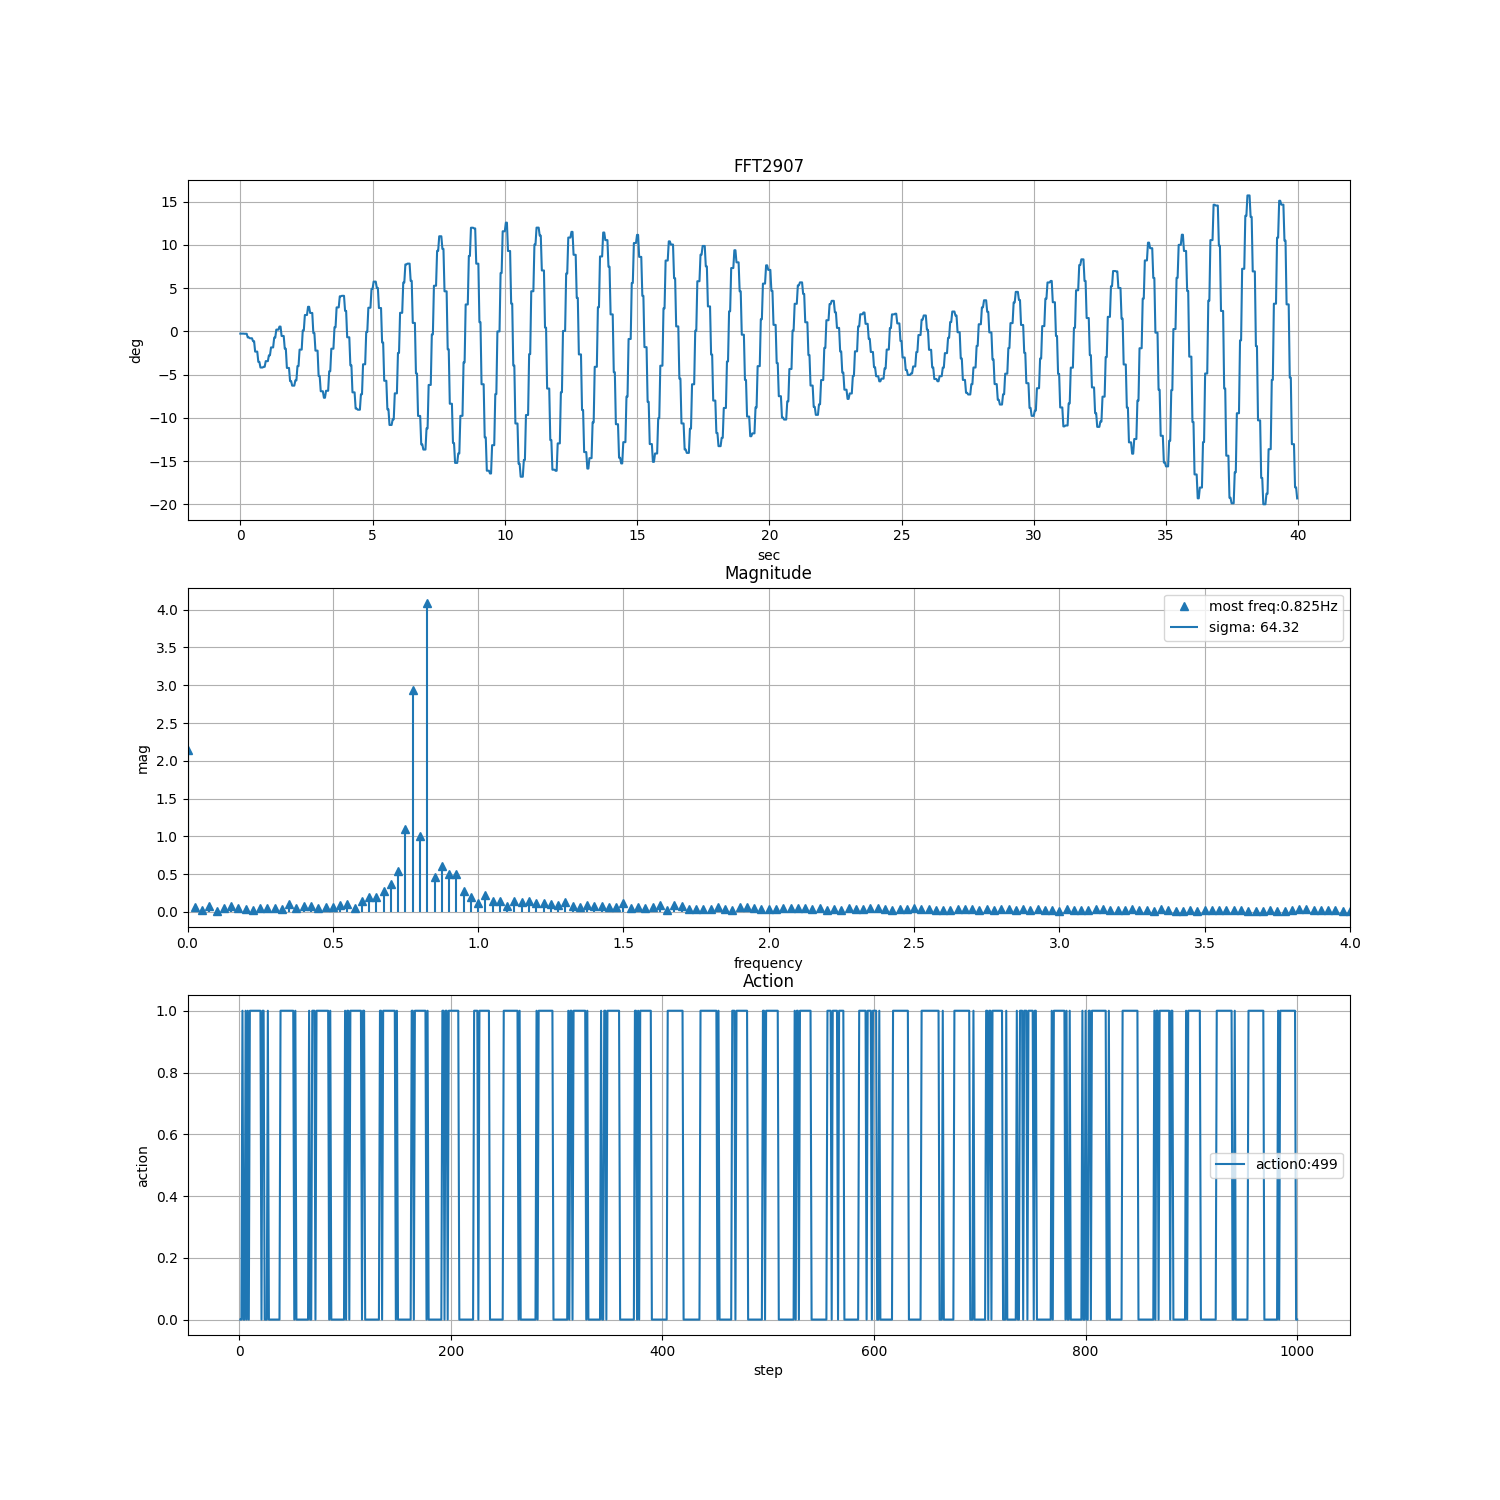 FFT2907
15
10
5
0
−5
−10
−15
−20
deg
0 5 10 15 20 25 30 35 40
sec
Magnitude
most freq:0.825Hz
sigma: 64.32
4.0
3.5
3.0
2.5
2.0
1.5
1.0
0.5
0.0
mag
0.0 0.5 1.0 1.5 2.0 2.5 3.0 3.5 4.0
frequency
Action
1.0
0.8
0.6
0.4
0.2
0.0
action
action0:499
0 200 400 600 800 1000
step